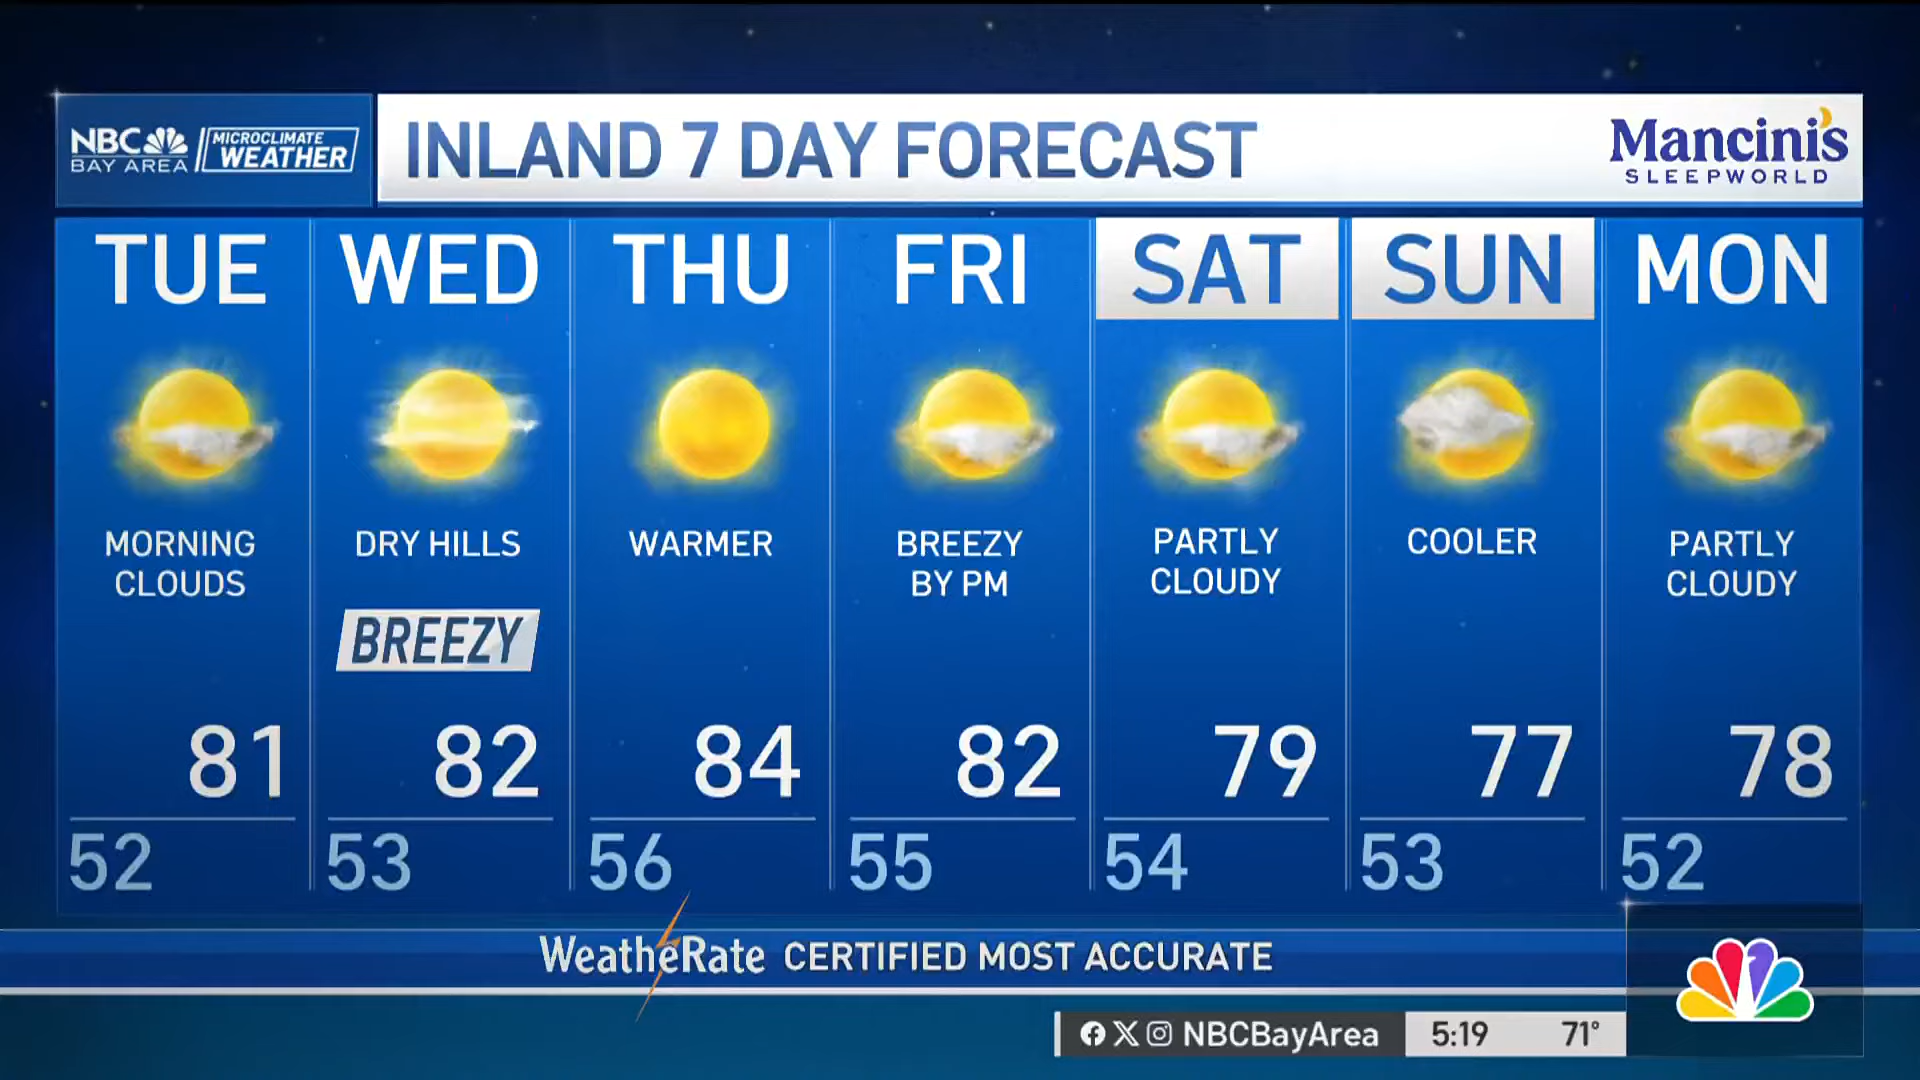 NBC
BAY AREA
MICROCLIMATE
WEATHER
INLAND 7 DAY FORECAST
Mancini's
SLEEPWORLD
TUE WED THU FRI SAT SUN MON
MORNING
CLOUDS
DRY HILLS
BREEZY
WARMER
BREEZY
BY PM
PARTLY
CLOUDY
COOLER
PARTLY
CLOUDY
81 82 84 82 79 77 78
52 53 56 55 54 53 52
WeatheRate CERTIFIED MOST ACCURATE
NBCBayArea 5:19 71°